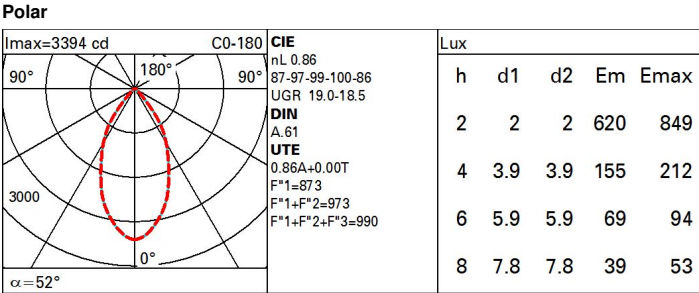 Polar
Imax=3394 cd C0-180
90° 180° 90°
3000
0°
α=52°
CIE
nL 0.86
87-97-99-100-86
UGR 19.0-18.5
DIN
A.61
UTE
0.86A+0.00T
F"1=873
F"1+F"2=973
F"1+F"2+F"3=990
Lux
h d1 d2 Em Emax
2 2 2 620 849
4 3.9 3.9 155 212
6 5.9 5.9 69 94
8 7.8 7.8 39 53